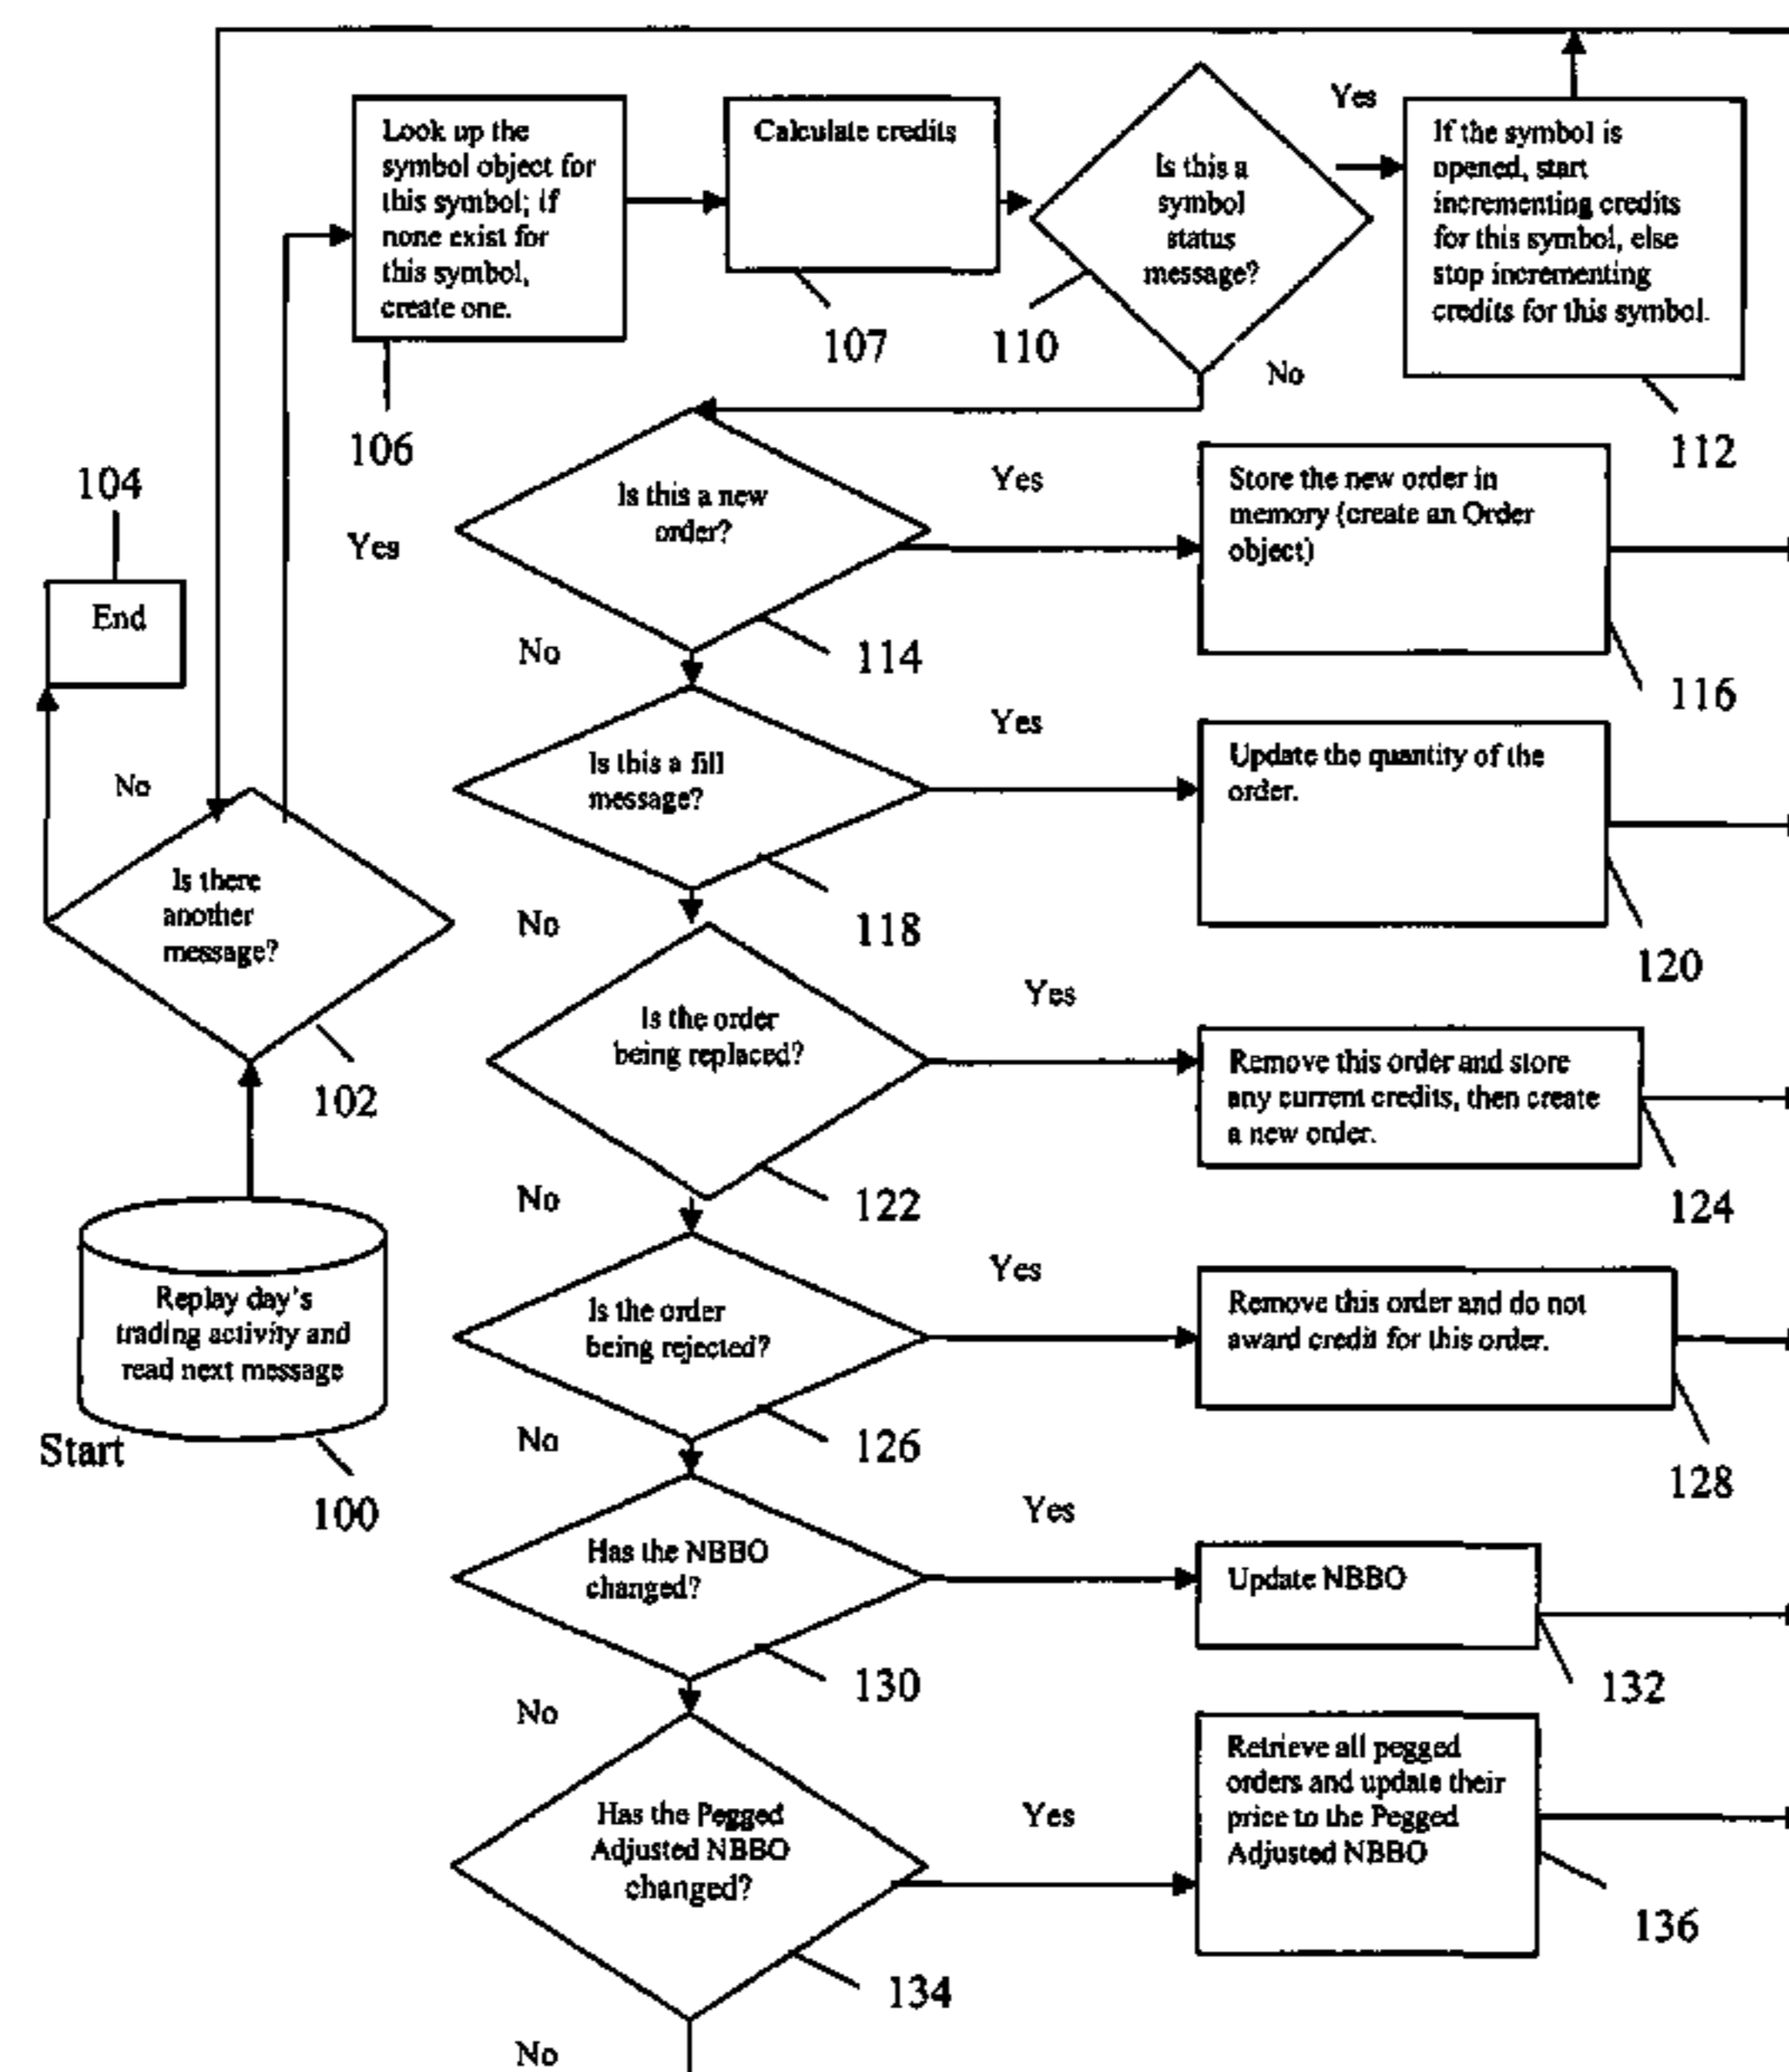 Look up the
symbol object for
this symbol; if
none exist for
this symbol,
create one.
106
Calculate credits
107
Is this a
symbol
status
message?
110
Yes
No
If the symbol is
opened, start
incrementing credits
for this symbol, else
stop incrementing
credits for this symbol.
112
104
End
No
Yes
Is there
another
message?
102
Replay day's
trading activity and
read next message
Start
100
Is this a new
order?
114
Yes
No
Store the new order in
memory (create an Order
object)
116
Is this a fill
message?
118
Yes
No
Update the quantity of the
order.
120
Is the order
being replaced?
122
Yes
No
Remove this order and store
any current credits, then create
a new order.
124
Is the order
being rejected?
126
Yes
No
Remove this order and do not
award credit for this order.
128
Has the NBBO
changed?
130
Yes
No
Update NBBO
132
Has the Pegged
Adjusted NBBO
changed?
134
Yes
No
Retrieve all pegged
orders and update their
price to the Pegged
Adjusted NBBO
136